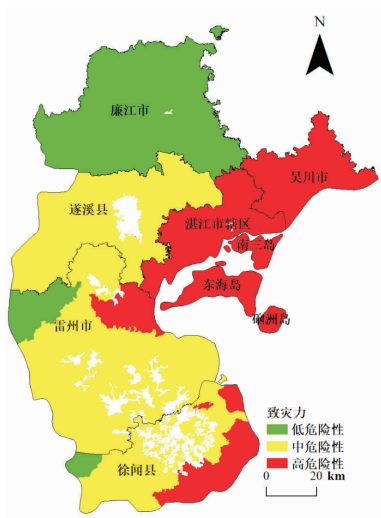 N
廉江市
吴川市
遂溪县
湛江市辖区
南三岛
东海岛
硇洲岛
雷州市
徐闻县
致灾力
低危险性
中危险性
高危险性
0 20 km